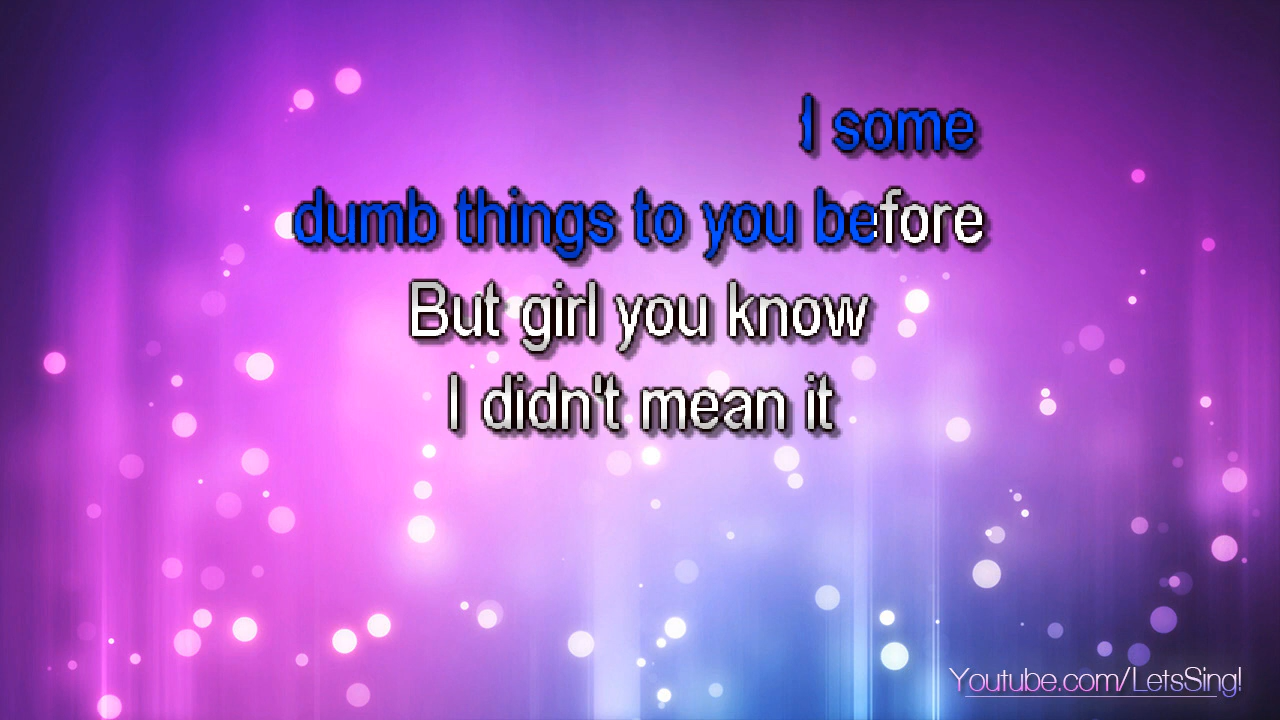 some
dumb things to you before
But girl you know
I didn't mean it
Youtube.com/LetsSing!